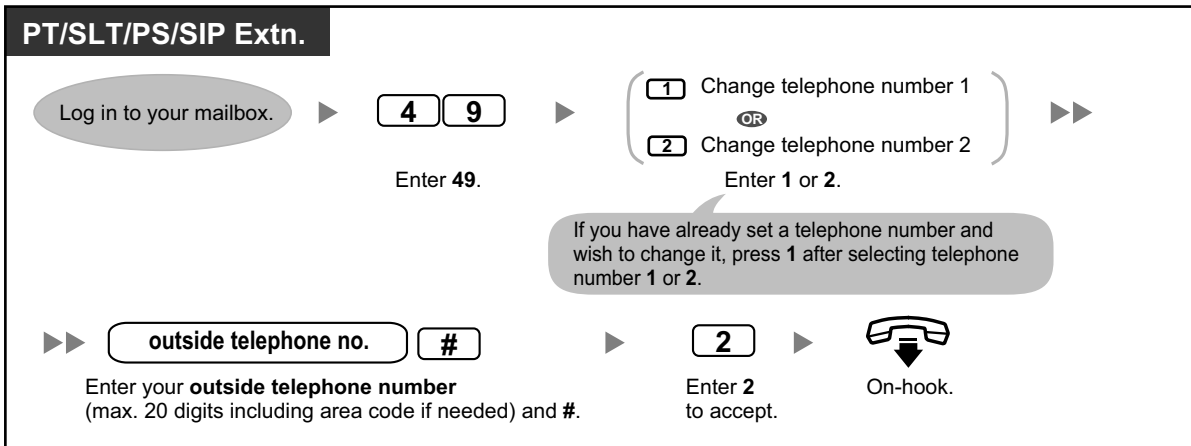 PT/SLT/PS/SIP Extn.
Log in to your mailbox.
4 9
Enter 49.
1 Change telephone number 1
OR
2 Change telephone number 2
Enter 1 or 2.
If you have already set a telephone number and
wish to change it, press 1 after selecting telephone
number 1 or 2.
outside telephone no. #
Enter your outside telephone number
(max. 20 digits including area code if needed) and #.
2
Enter 2
to accept.
On-hook.